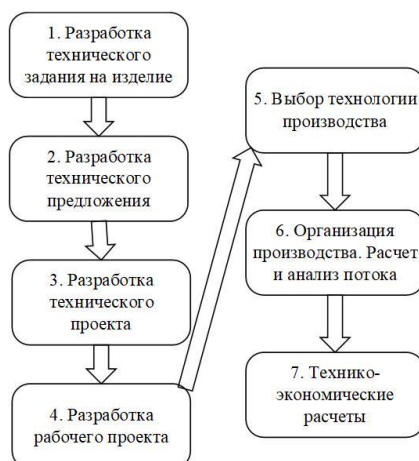 1. Разработка
технического
задания на изделие
2. Разработка
технического
предложения
3. Разработка
технического
проекта
4. Разработка
рабочего проекта
5. Выбор технологии
производства
6. Организация
производства. Расчет
и анализ потока
7. Технико-
экономические
расчеты